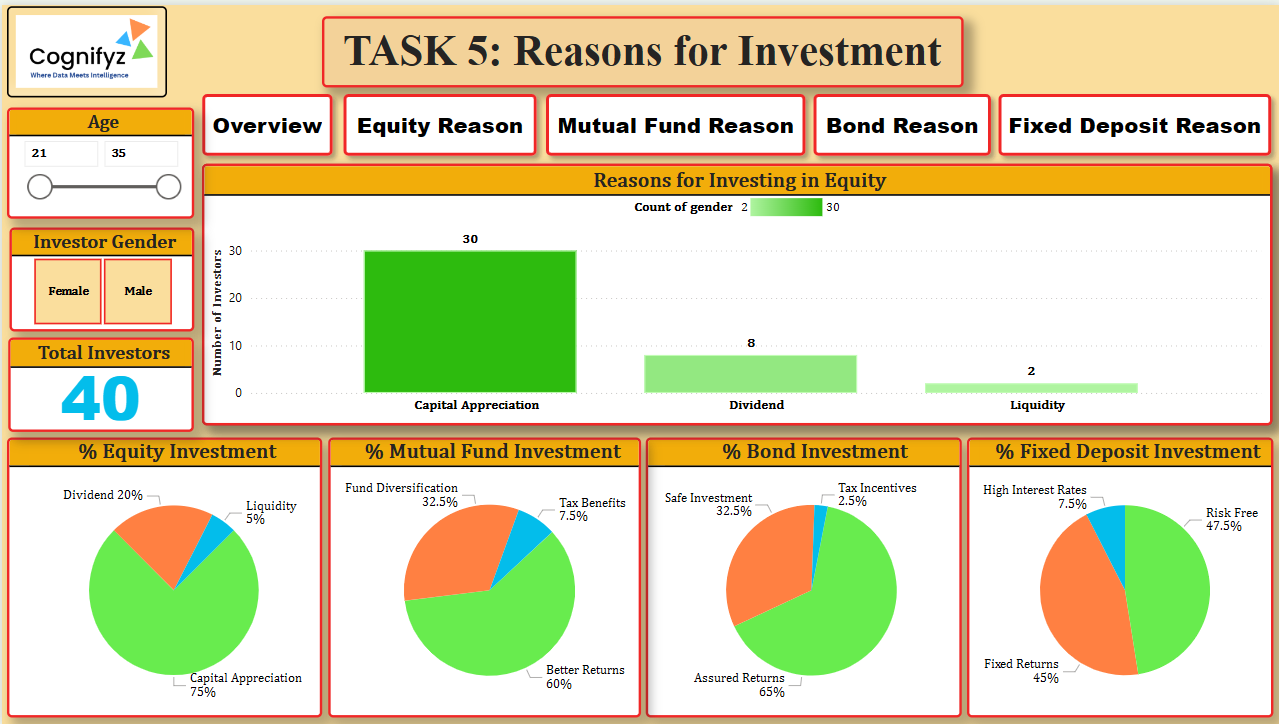 Cognifyz
Where Data Meets Intelligence
TASK 5: Reasons for Investment
Overview
Equity Reason
Mutual Fund Reason
Bond Reason
Fixed Deposit Reason
Age
21
35
Investor Gender
Female
Male
Total Investors
40
Reasons for Investing in Equity
Count of gender 2 30
Number of Investors
30
20
10
0
30
8
2
Capital Appreciation
Dividend
Liquidity
% Equity Investment
Dividend 20%
Liquidity
5%
Capital Appreciation
75%
% Mutual Fund Investment
Fund Diversification
32.5%
Tax Benefits
7.5%
Better Returns
60%
% Bond Investment
Safe Investment
32.5%
Tax Incentives
2.5%
Assured Returns
65%
% Fixed Deposit Investment
High Interest Rates
7.5%
Risk Free
47.5%
Fixed Returns
45%